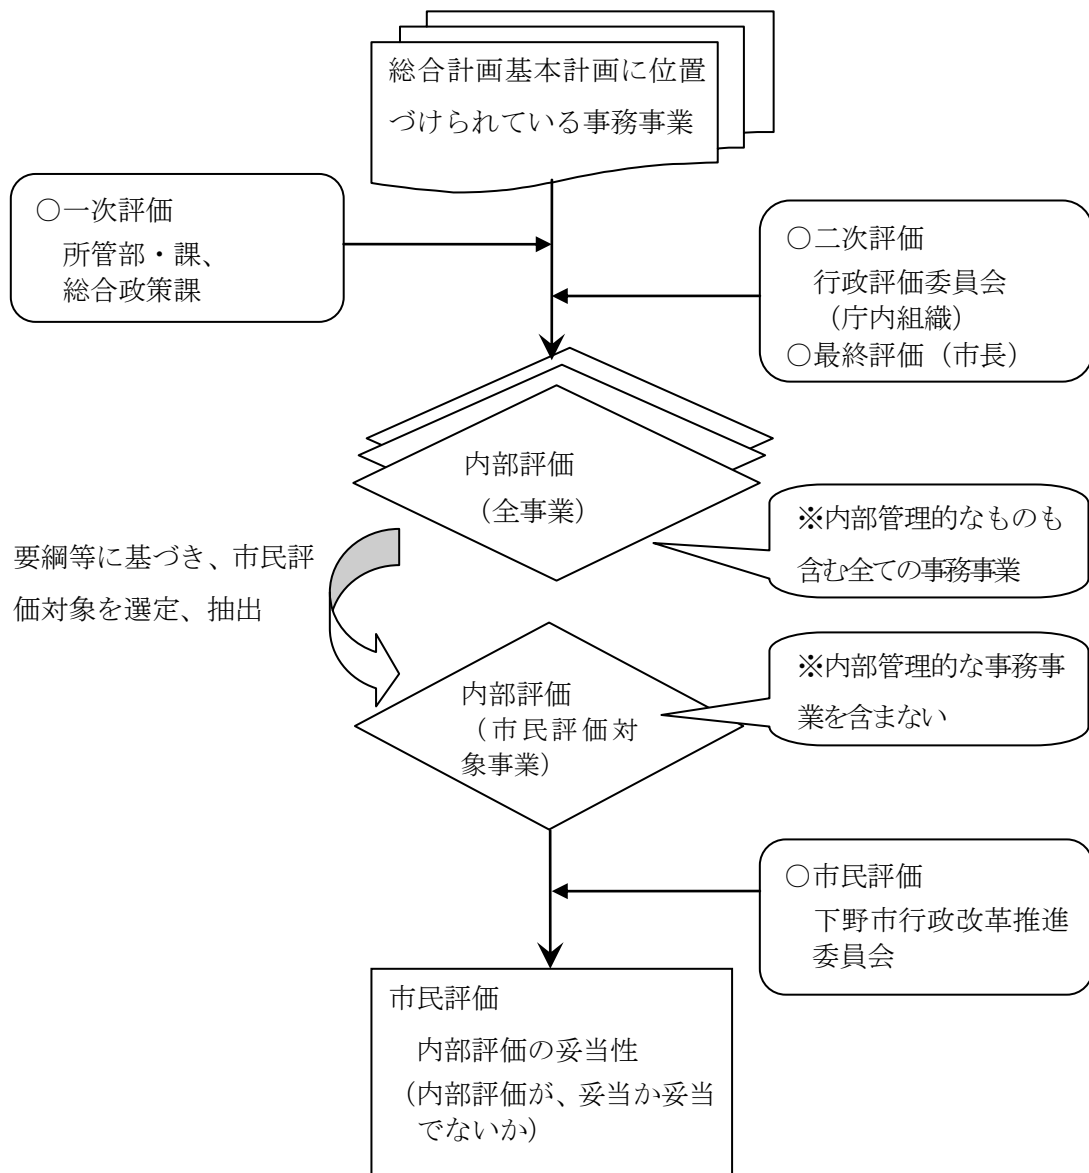 総合計画基本計画に位置
づけられている事務事業
○一次評価
所管部・課、
総合政策課
○二次評価
行政評価委員会
（庁内組織）
○最終評価（市長）
内部評価
（全事業）
※内部管理的なものも
含む全ての事務事業
要綱等に基づき、市民評
価対象を選定、抽出
※内部管理的な事務事
業を含まない
内部評価
（市民評価対
象事業）
○市民評価
下野市行政改革推進
委員会
市民評価
内部評価の妥当性
（内部評価が、妥当か妥当
でないか）